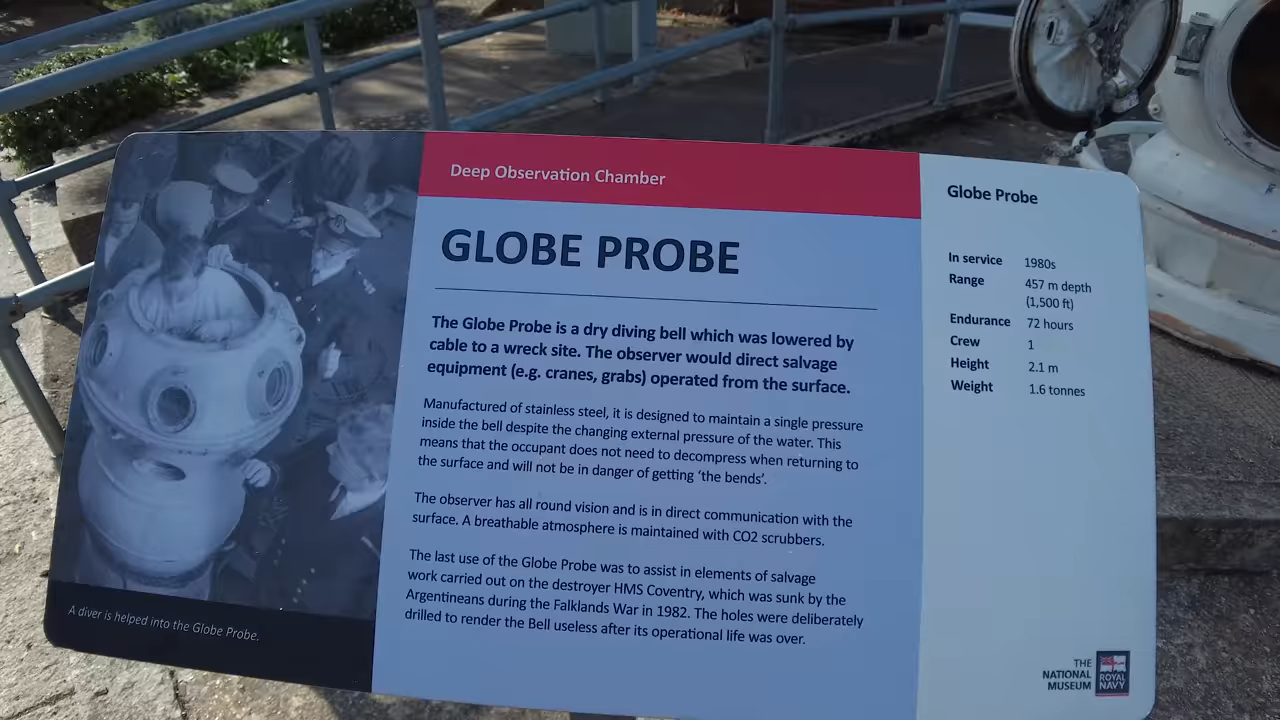 Deep Observation Chamber
GLOBE PROBE
The Globe Probe is a dry diving bell which was lowered by
cable to a wreck site. The observer would direct salvage
equipment (e.g. cranes, grabs) operated from the surface.
Manufactured of stainless steel, it is designed to maintain a single pressure
inside the bell despite the changing external pressure of the water. This
means that the occupant does not need to decompress when returning to
the surface and will not be in danger of getting ‘the bends’.
The observer has all round vision and is in direct communication with the
surface. A breathable atmosphere is maintained with CO2 scrubbers.
The last use of the Globe Probe was to assist in elements of salvage
work carried out on the destroyer HMS Coventry, which was sunk by the
Argentineans during the Falklands War in 1982. The holes were deliberately
drilled to render the Bell useless after its operational life was over.
A diver is helped into the Globe Probe.
Globe Probe
In service 1980s
Range 457 m depth
(1,500 ft)
Endurance 72 hours
Crew 1
Height 2.1 m
Weight 1.6 tonnes
THE
NATIONAL
MUSEUM
ROYAL
NAVY